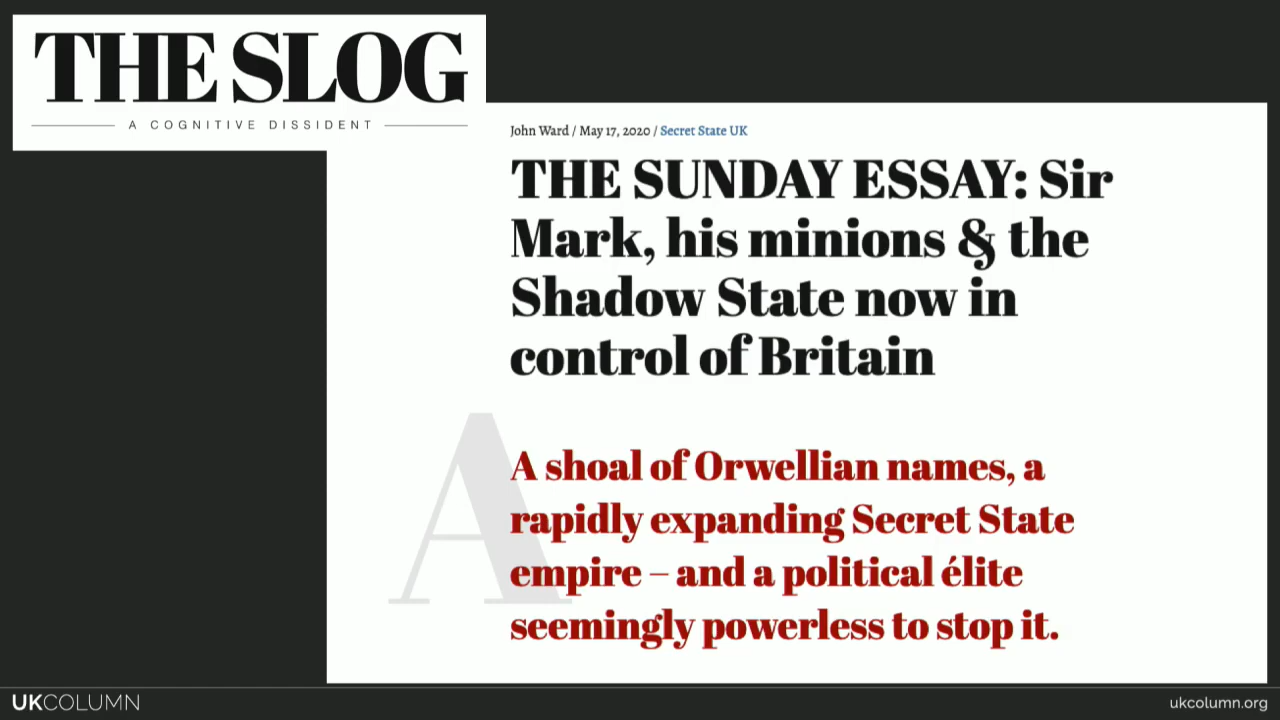 THE SLOG
A COGNITIVE DISSIDENT
John Ward / May 17, 2020 / Secret State UK
THE SUNDAY ESSAY: Sir
Mark, his minions & the
Shadow State now in
control of Britain
A
A shoal of Orwellian names, a
rapidly expanding Secret State
empire – and a political élite
seemingly powerless to stop it.
UKCOLUMN
ukcolumn.org